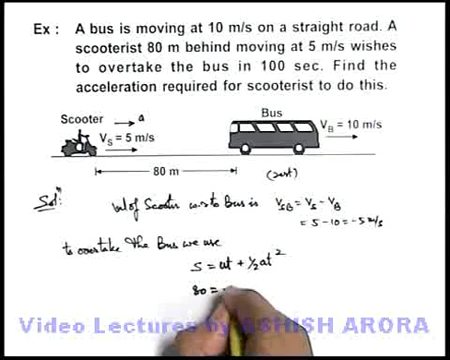 Ex : A bus is moving at 10 m/s on a straight road. A
scooterist 80 m behind moving at 5 m/s wishes
to overtake the bus in 100 sec. Find the
acceleration required for scooterist to do this.
Scooter → a
Bus
V_S = 5 m/s
V_B = 10 m/s
80 m
(rest)
Solⁿ: Vel of Scooter w.r.to Bus is V_SB = V_S - V_B
= 5 - 10 = -5 m/s
to overtake the Bus we use
S = ut + ½at²
80 =
Video Lectures by ASHISH ARORA